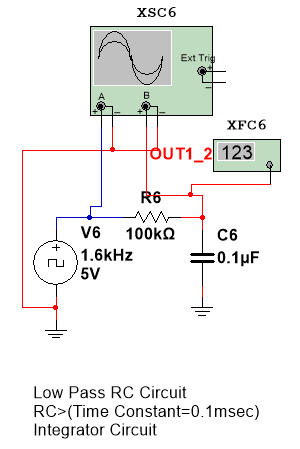 XSC6
Ext Trig
+
−
A
B
+ − + −
XFC6
OUT1_2
123
R6
100kΩ
V6
+
1.6kHz
5V
C6
0.1µF
Low Pass RC Circuit
RC>(Time Constant=0.1msec)
Integrator Circuit